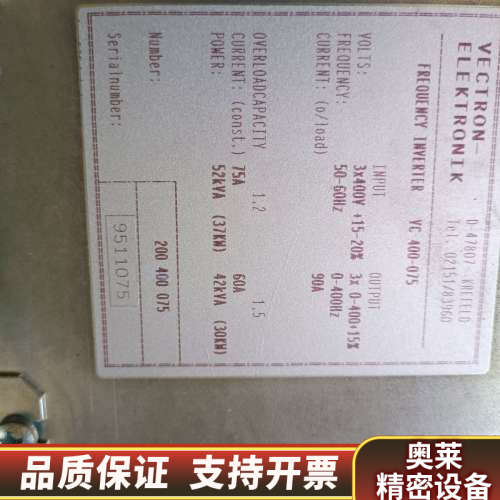 VECTRON-
ELEKTRONIK
D-47807 KREFELD
FREQUENCY INVERTER VC 400-075
INPUT OUTPUT
VOLTS: 3x400V +15-20% 3x 0-400+15%
FREQUENCY: 50-60Hz 0-400Hz
CURRENT: (o/load) 90A
OVERLOADCAPACITY 1.2 1.5
CURRENT: (const.) 75A 60A
POWER: 52kVA (37KW) 42kVA (30KW)
Number: 200 400 075
Serialnumber: 9511075
品质保证 支持开票
奥莱
精密设备